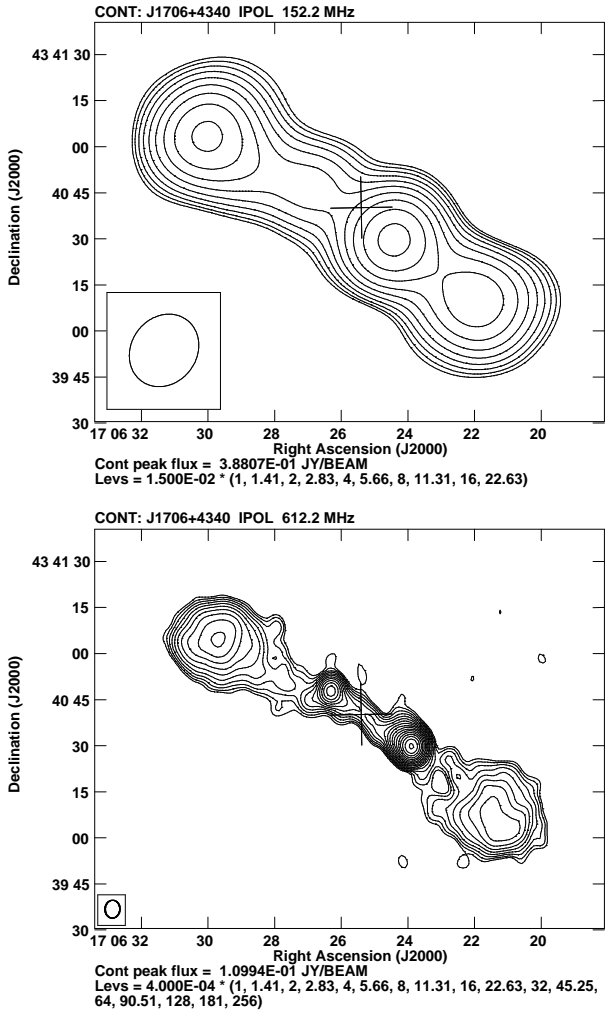 CONT: J1706+4340 IPOL 152.2 MHz
43 41 30
15
00
40 45
30
15
00
39 45
30
Declination (J2000)
17 06 32 30 28 26 24 22 20
Right Ascension (J2000)
Cont peak flux = 3.8807E-01 JY/BEAM
Levs = 1.500E-02 * (1, 1.41, 2, 2.83, 4, 5.66, 8, 11.31, 16, 22.63)
CONT: J1706+4340 IPOL 612.2 MHz
43 41 30
15
00
40 45
30
15
00
39 45
30
Declination (J2000)
17 06 32 30 28 26 24 22 20
Right Ascension (J2000)
Cont peak flux = 1.0994E-01 JY/BEAM
Levs = 4.000E-04 * (1, 1.41, 2, 2.83, 4, 5.66, 8, 11.31, 16, 22.63, 32, 45.25,
64, 90.51, 128, 181, 256)